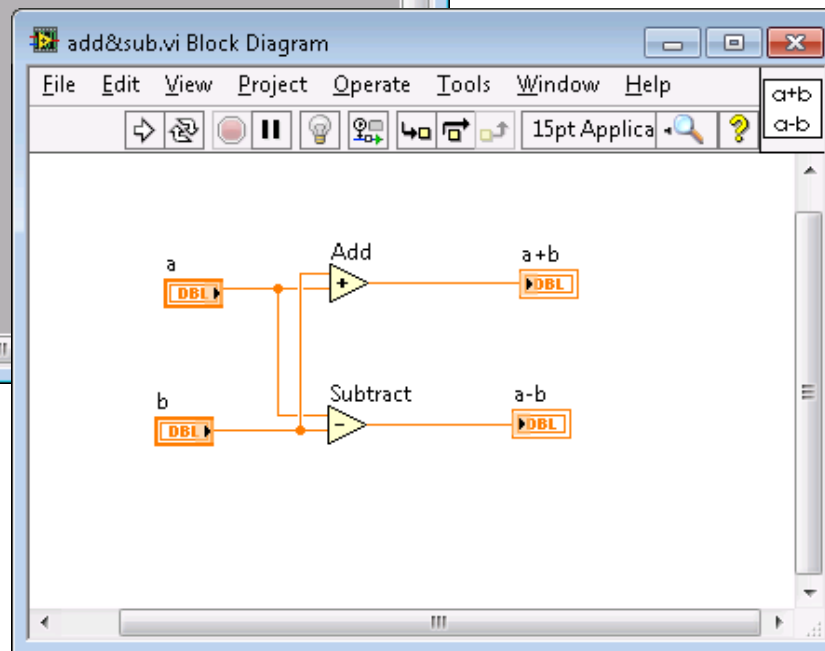 add&sub.vi Block Diagram
File Edit View Project Operate Tools Window Help
a+b
a-b
15pt Applica
?
a
DBL
Add
+
a+b
DBL
b
DBL
Subtract
-
a-b
DBL